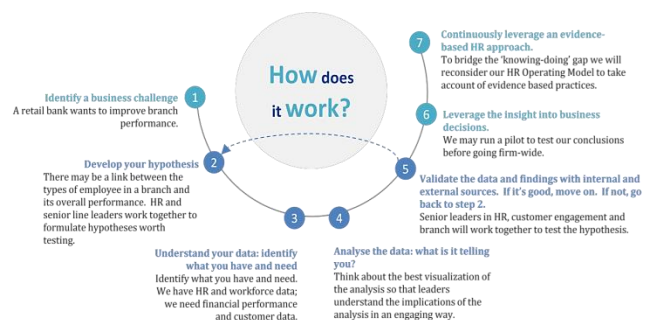 How does
it work?
1
Identify a business challenge
A retail bank wants to improve branch
performance.
2
Develop your hypothesis
There may be a link between the
types of employee in a branch and
its overall performance. HR and
senior line leaders work together to
formulate hypotheses worth
testing.
3
Understand your data: identify
what you have and need
Identify what you have and need.
We have HR and workforce data;
we need financial performance
and customer data.
4
Analyse the data: what is it telling
you?
Think about the best visualization of
the analysis so that leaders
understand the implications of the
analysis in an engaging way.
5
Validate the data and findings with internal and
external sources. If it's good, move on. If not, go
back to step 2.
Senior leaders in HR, customer engagement and
branch will work together to test the hypothesis.
6
Leverage the insight into business
decisions.
We may run a pilot to test our conclusions
before going firm-wide.
7
Continuously leverage an evidence-
based HR approach.
To bridge the 'knowing-doing' gap we will
reconsider our HR Operating Model to take
account of evidence based practices.